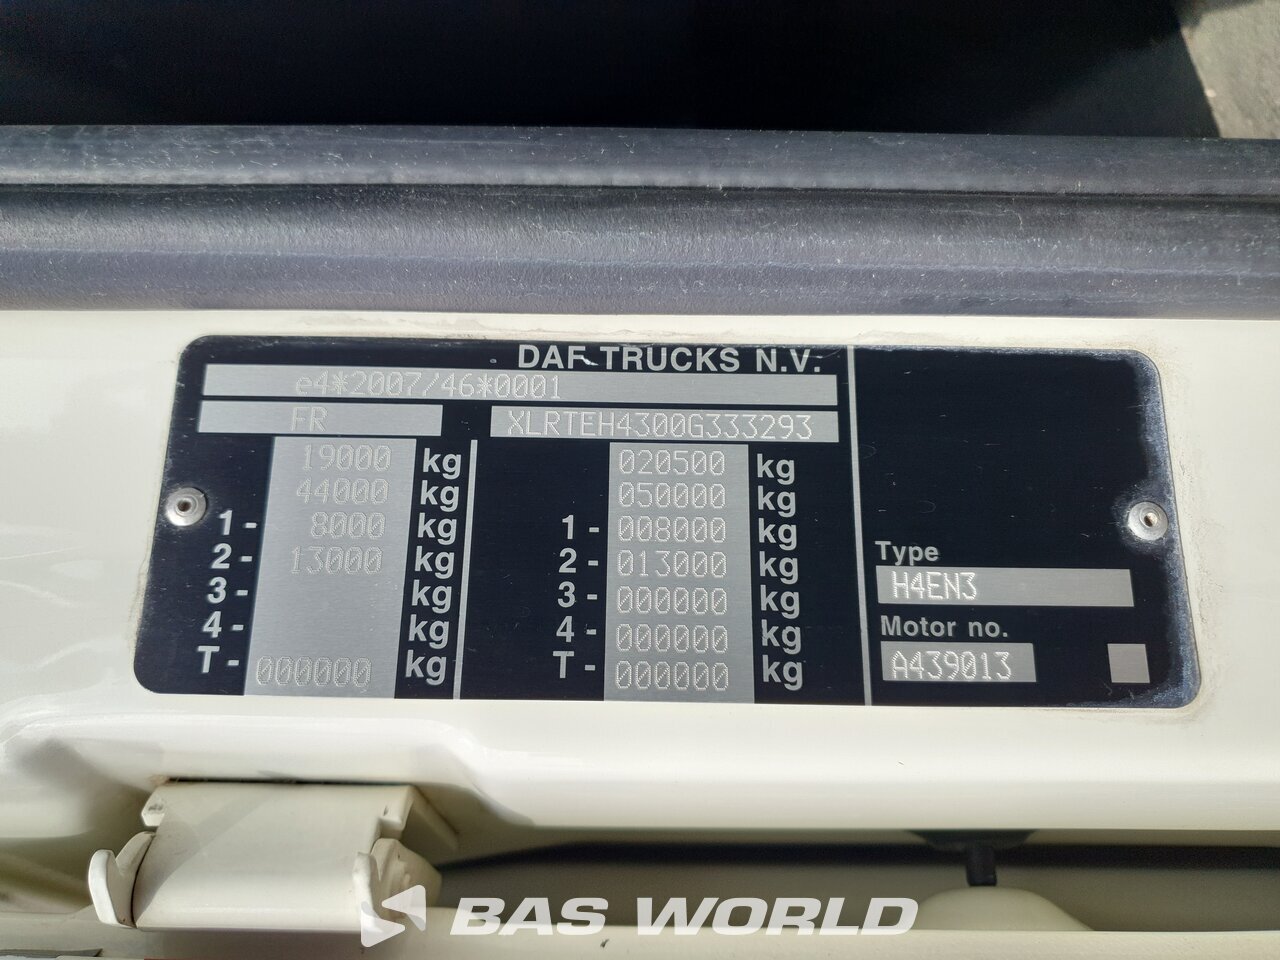 DAF TRUCKS N.V.
e4*2007/46*0001
FR XLRTEH4300G333293
19000 kg 020500 kg
44000 kg 050000 kg
1- 8000 kg 1- 008000 kg
2- 13000 kg 2- 013000 kg
3- kg 3- 000000 kg
4- kg 4- 000000 kg
T- 000000 kg T- 000000 kg
Type
H4EN3
Motor no.
A439013
BAS WORLD